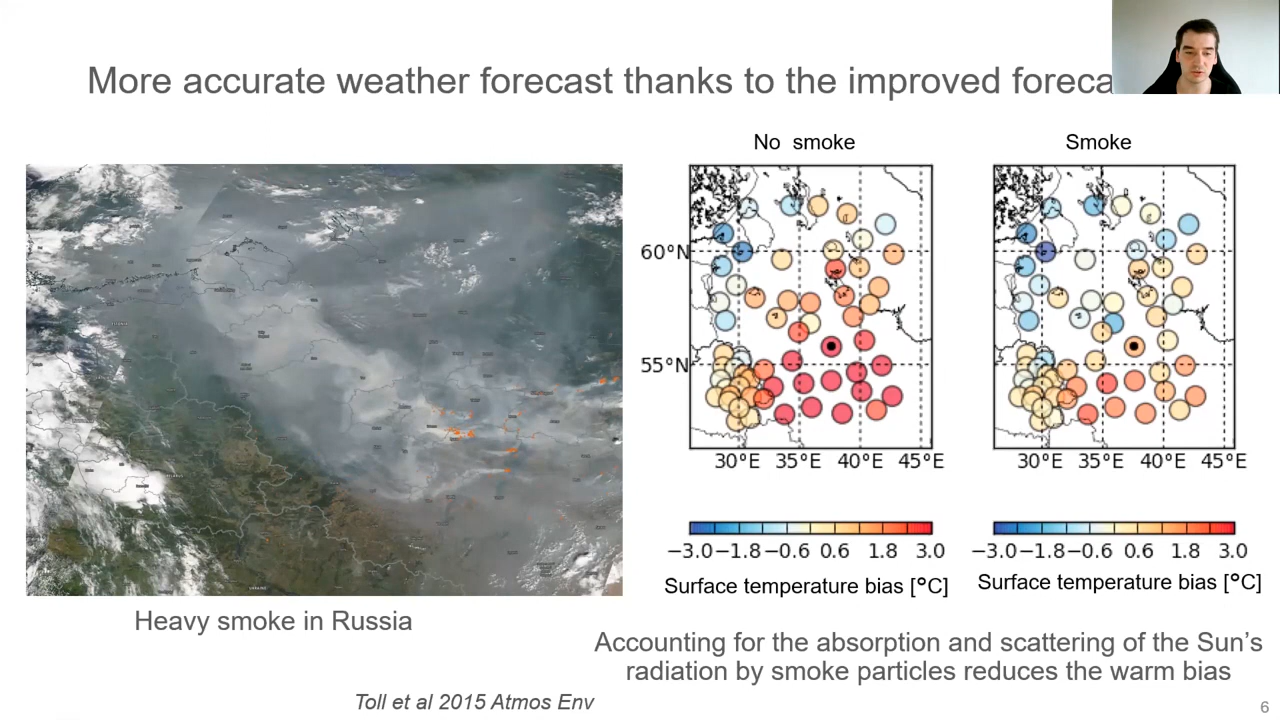 More accurate weather forecast thanks to the improved foreca
No smoke
Smoke
60°N
55°N
30°E 35°E 40°E 45°E
30°E 35°E 40°E 45°E
−3.0 −1.8 −0.6 0.6 1.8 3.0
−3.0 −1.8 −0.6 0.6 1.8 3.0
Surface temperature bias [°C]
Surface temperature bias [°C]
Heavy smoke in Russia
Accounting for the absorption and scattering of the Sun's
radiation by smoke particles reduces the warm bias
Toll et al 2015 Atmos Env
6